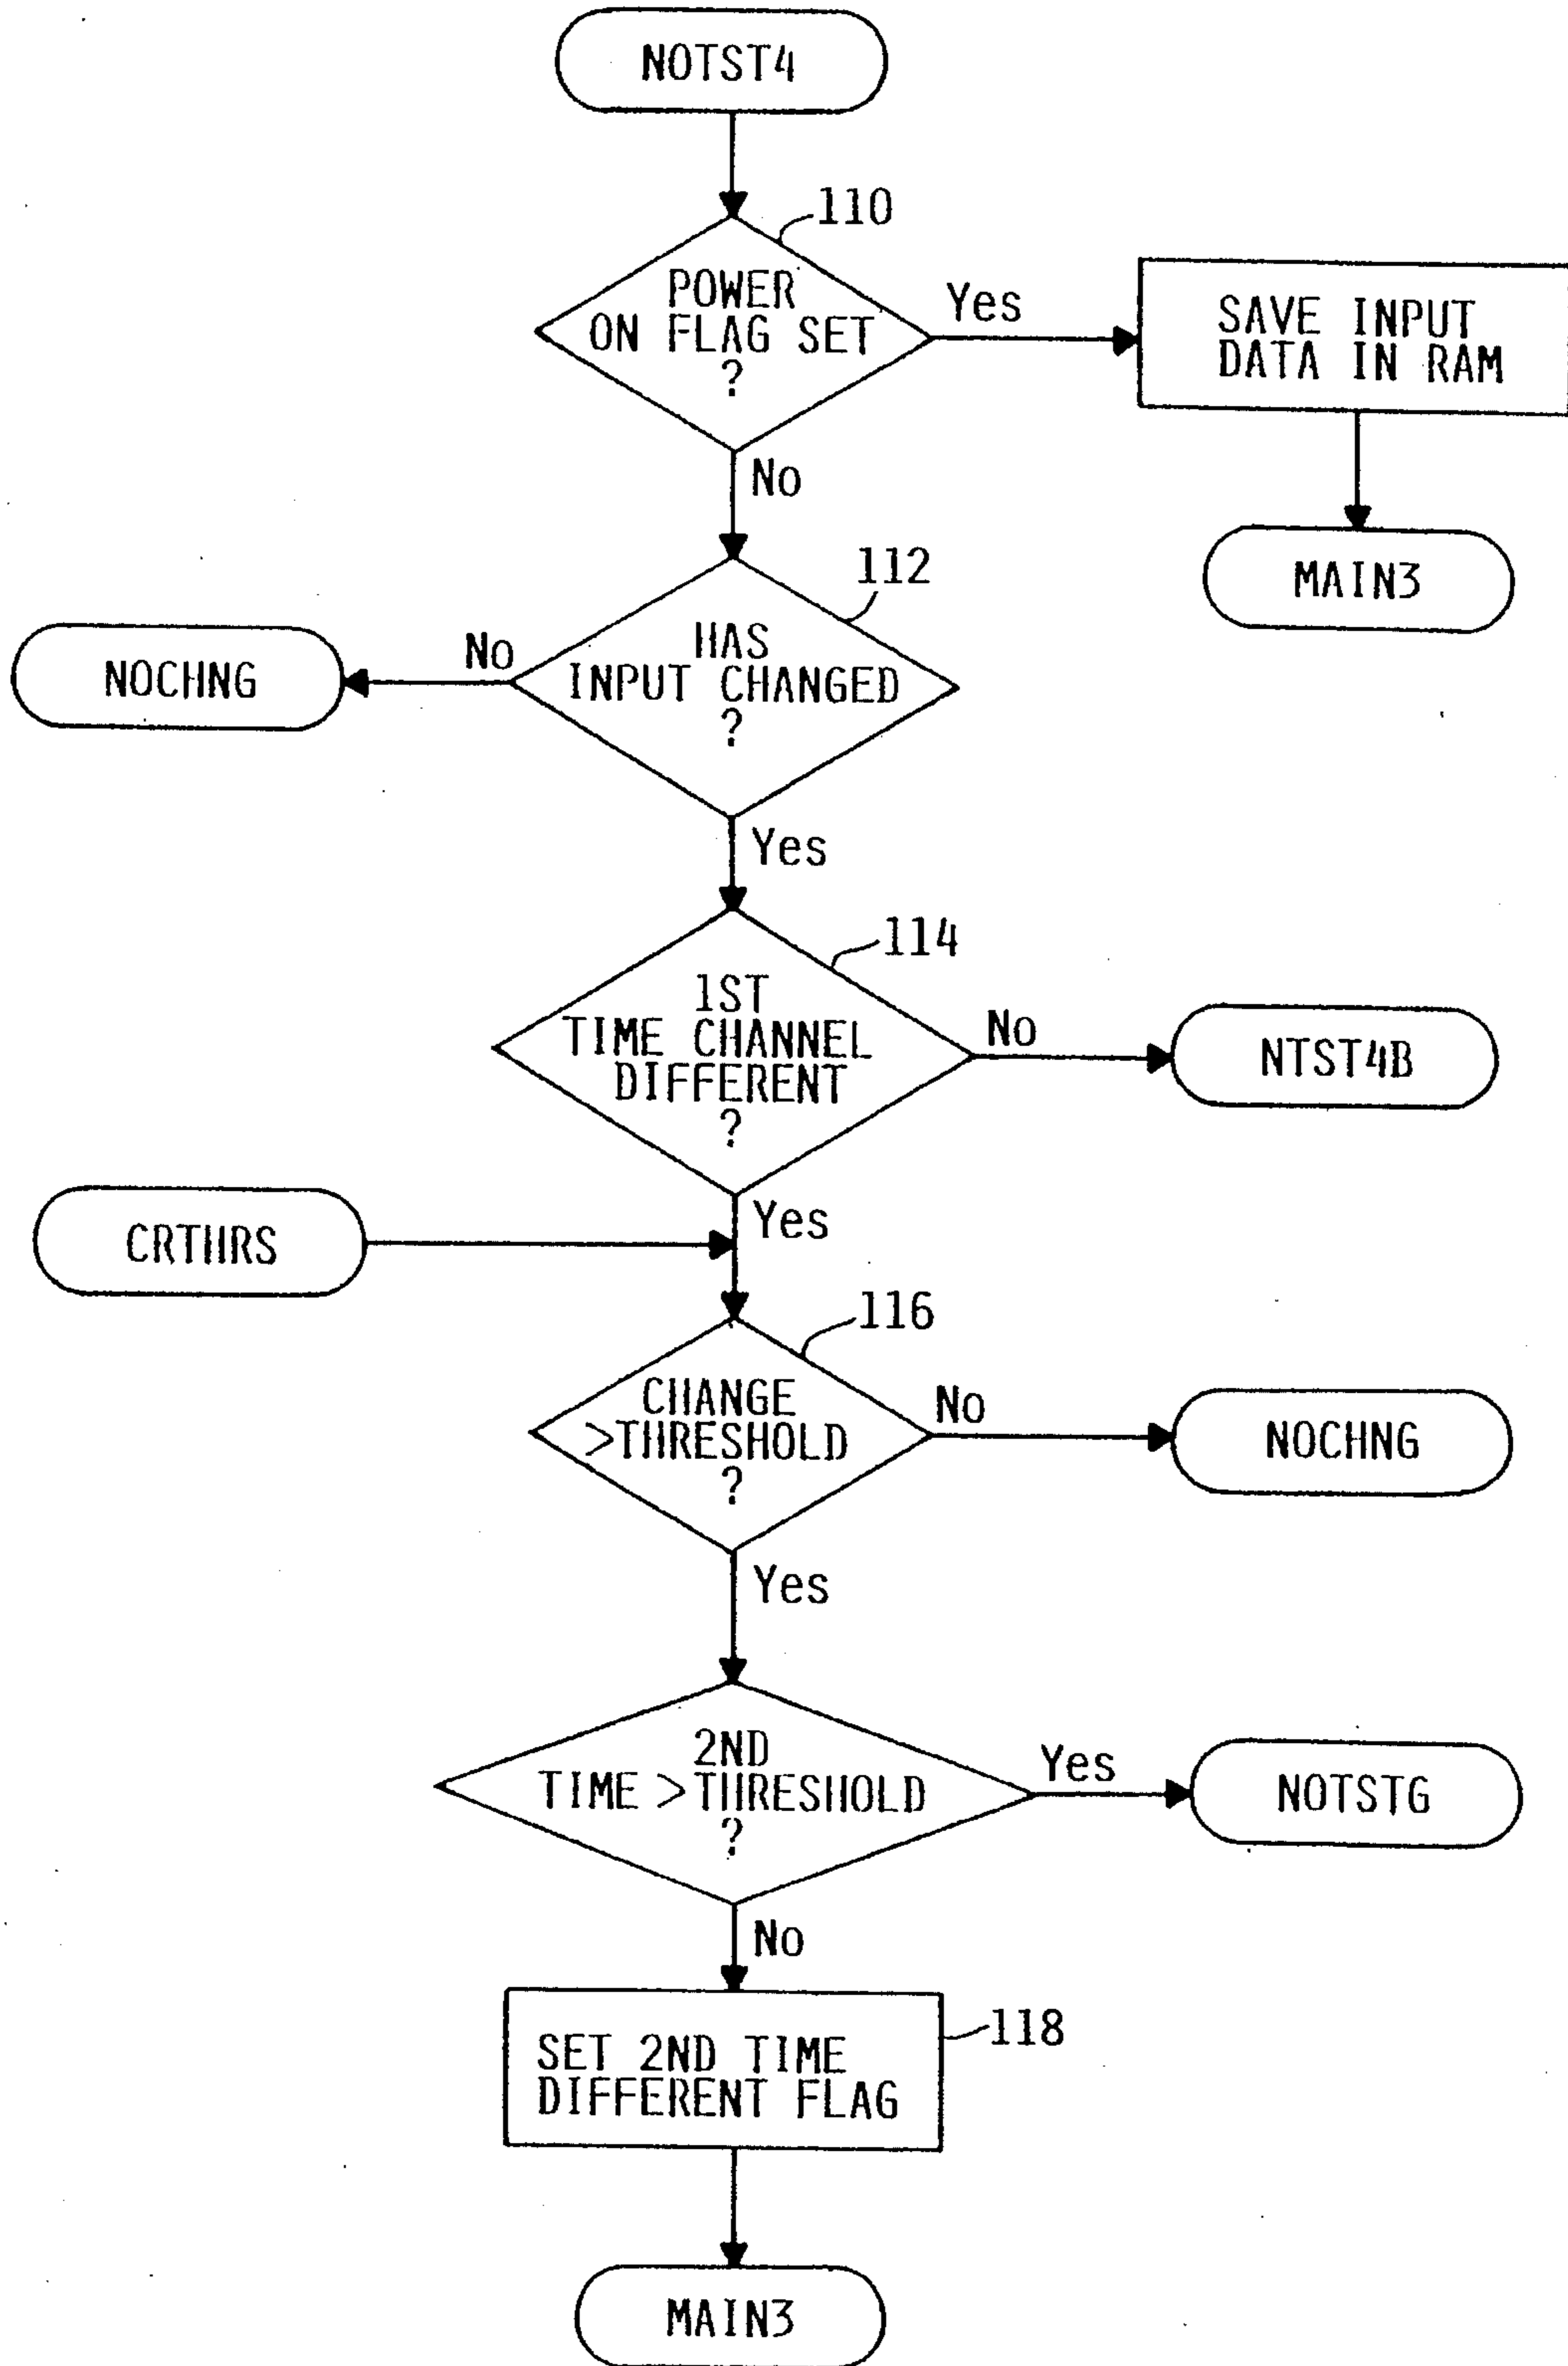 NOTST4
110
POWER
ON FLAG SET
?
Yes
SAVE INPUT
DATA IN RAM
No
MAIN3
112
HAS
INPUT CHANGED
?
No
NOCHNG
Yes
114
1ST
TIME CHANNEL
DIFFERENT
?
No
NTST4B
Yes
CRTHRS
116
CHANGE
>THRESHOLD
?
No
NOCHNG
Yes
2ND
TIME >THRESHOLD
?
Yes
NOTSTG
No
118
SET 2ND TIME
DIFFERENT FLAG
MAIN3